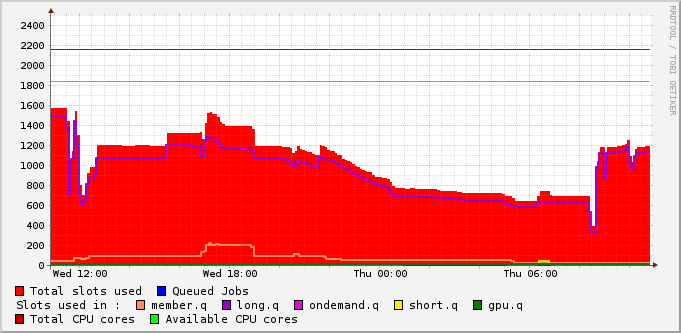 2400
2200
2000
1800
1600
1400
1200
1000
800
600
400
200
0
Wed 12:00 Wed 18:00 Thu 00:00 Thu 06:00
RRDTOOL / TOBI OETIKER
Total slots used Queued Jobs
Slots used in : member.q long.q ondemand.q short.q gpu.q
Total CPU cores Available CPU cores